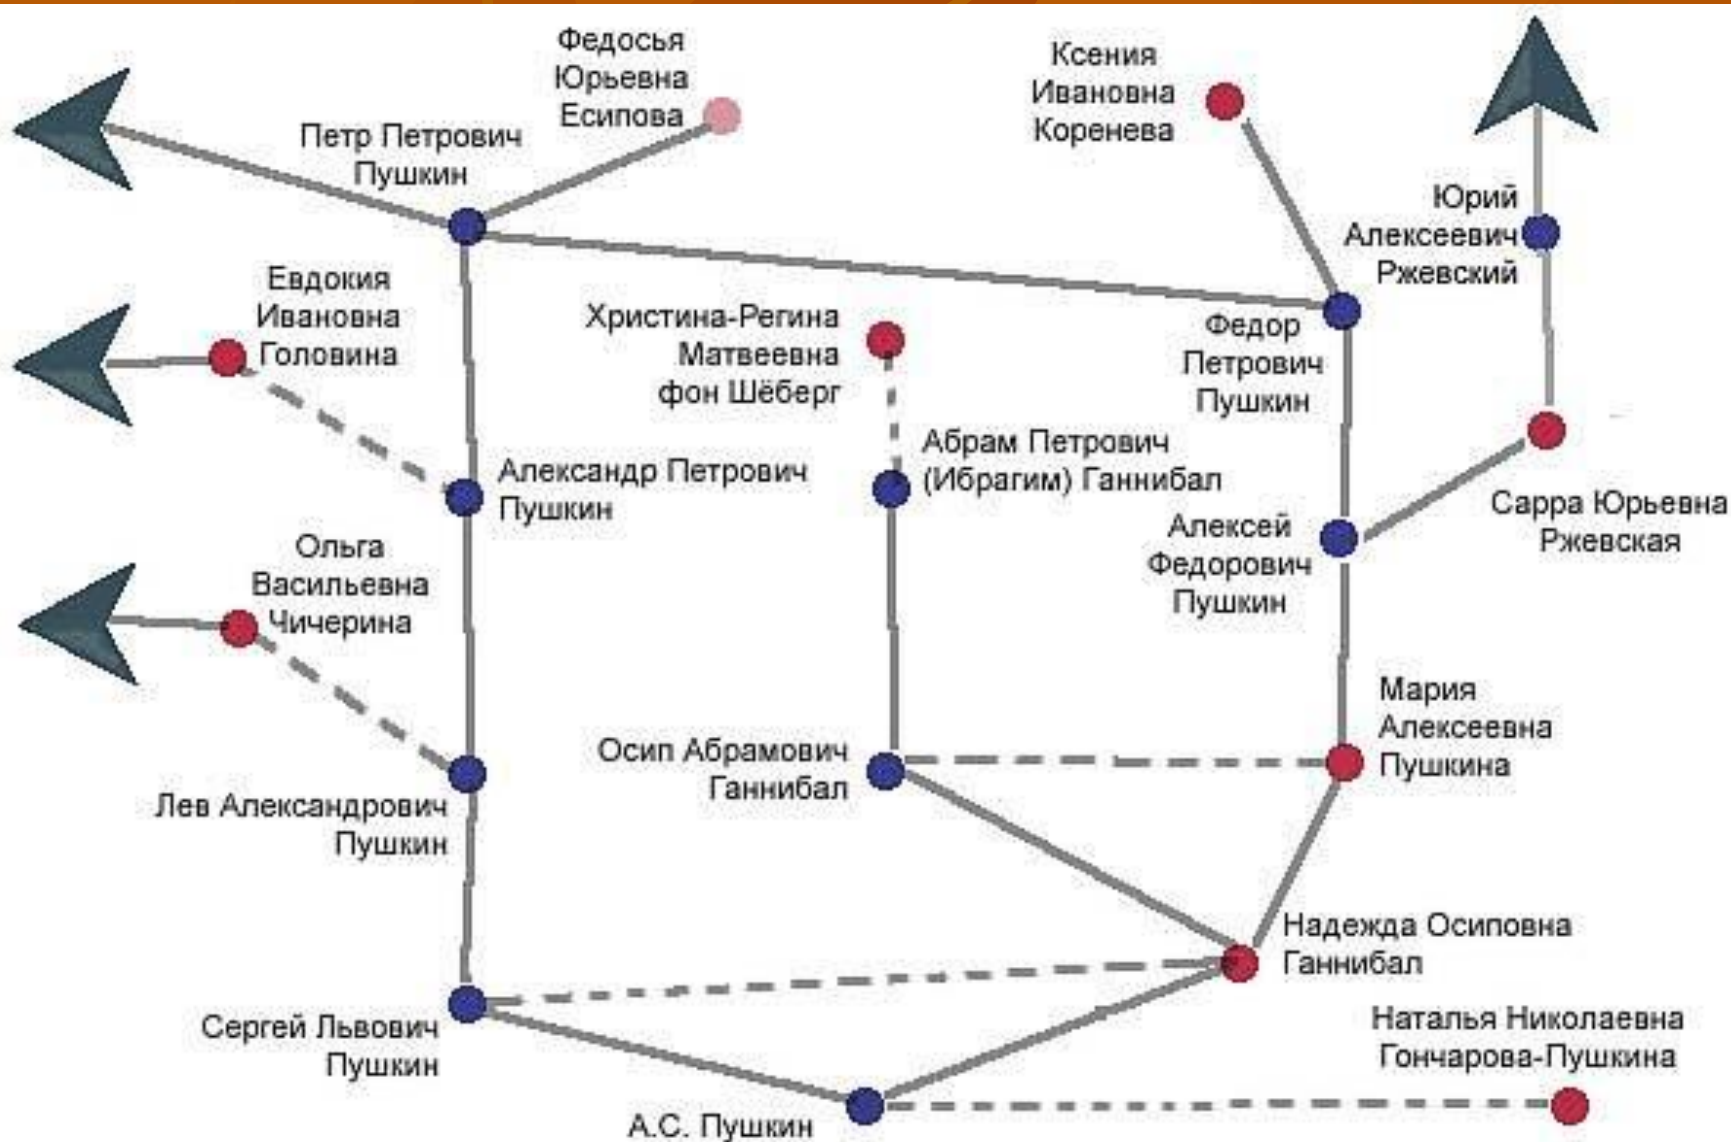 Федосья
Юрьевна
Есипова
Ксения
Ивановна
Коренева
Петр Петрович
Пушкин
Юрий
Алексеевич
Ржевский
Евдокия
Ивановна
Головина
Христина-Регина
Матвеевна
фон Шёберг
Федор
Петрович
Пушкин
Александр Петрович
Пушкин
Абрам Петрович
(Ибрагим) Ганнибал
Сарра Юрьевна
Ржевская
Алексей
Федорович
Пушкин
Ольга
Васильевна
Чичерина
Мария
Алексеевна
Пушкина
Осип Абрамович
Ганнибал
Лев Александрович
Пушкин
Надежда Осиповна
Ганнибал
Сергей Львович
Пушкин
Наталья Николаевна
Гончарова-Пушкина
А.С. Пушкин